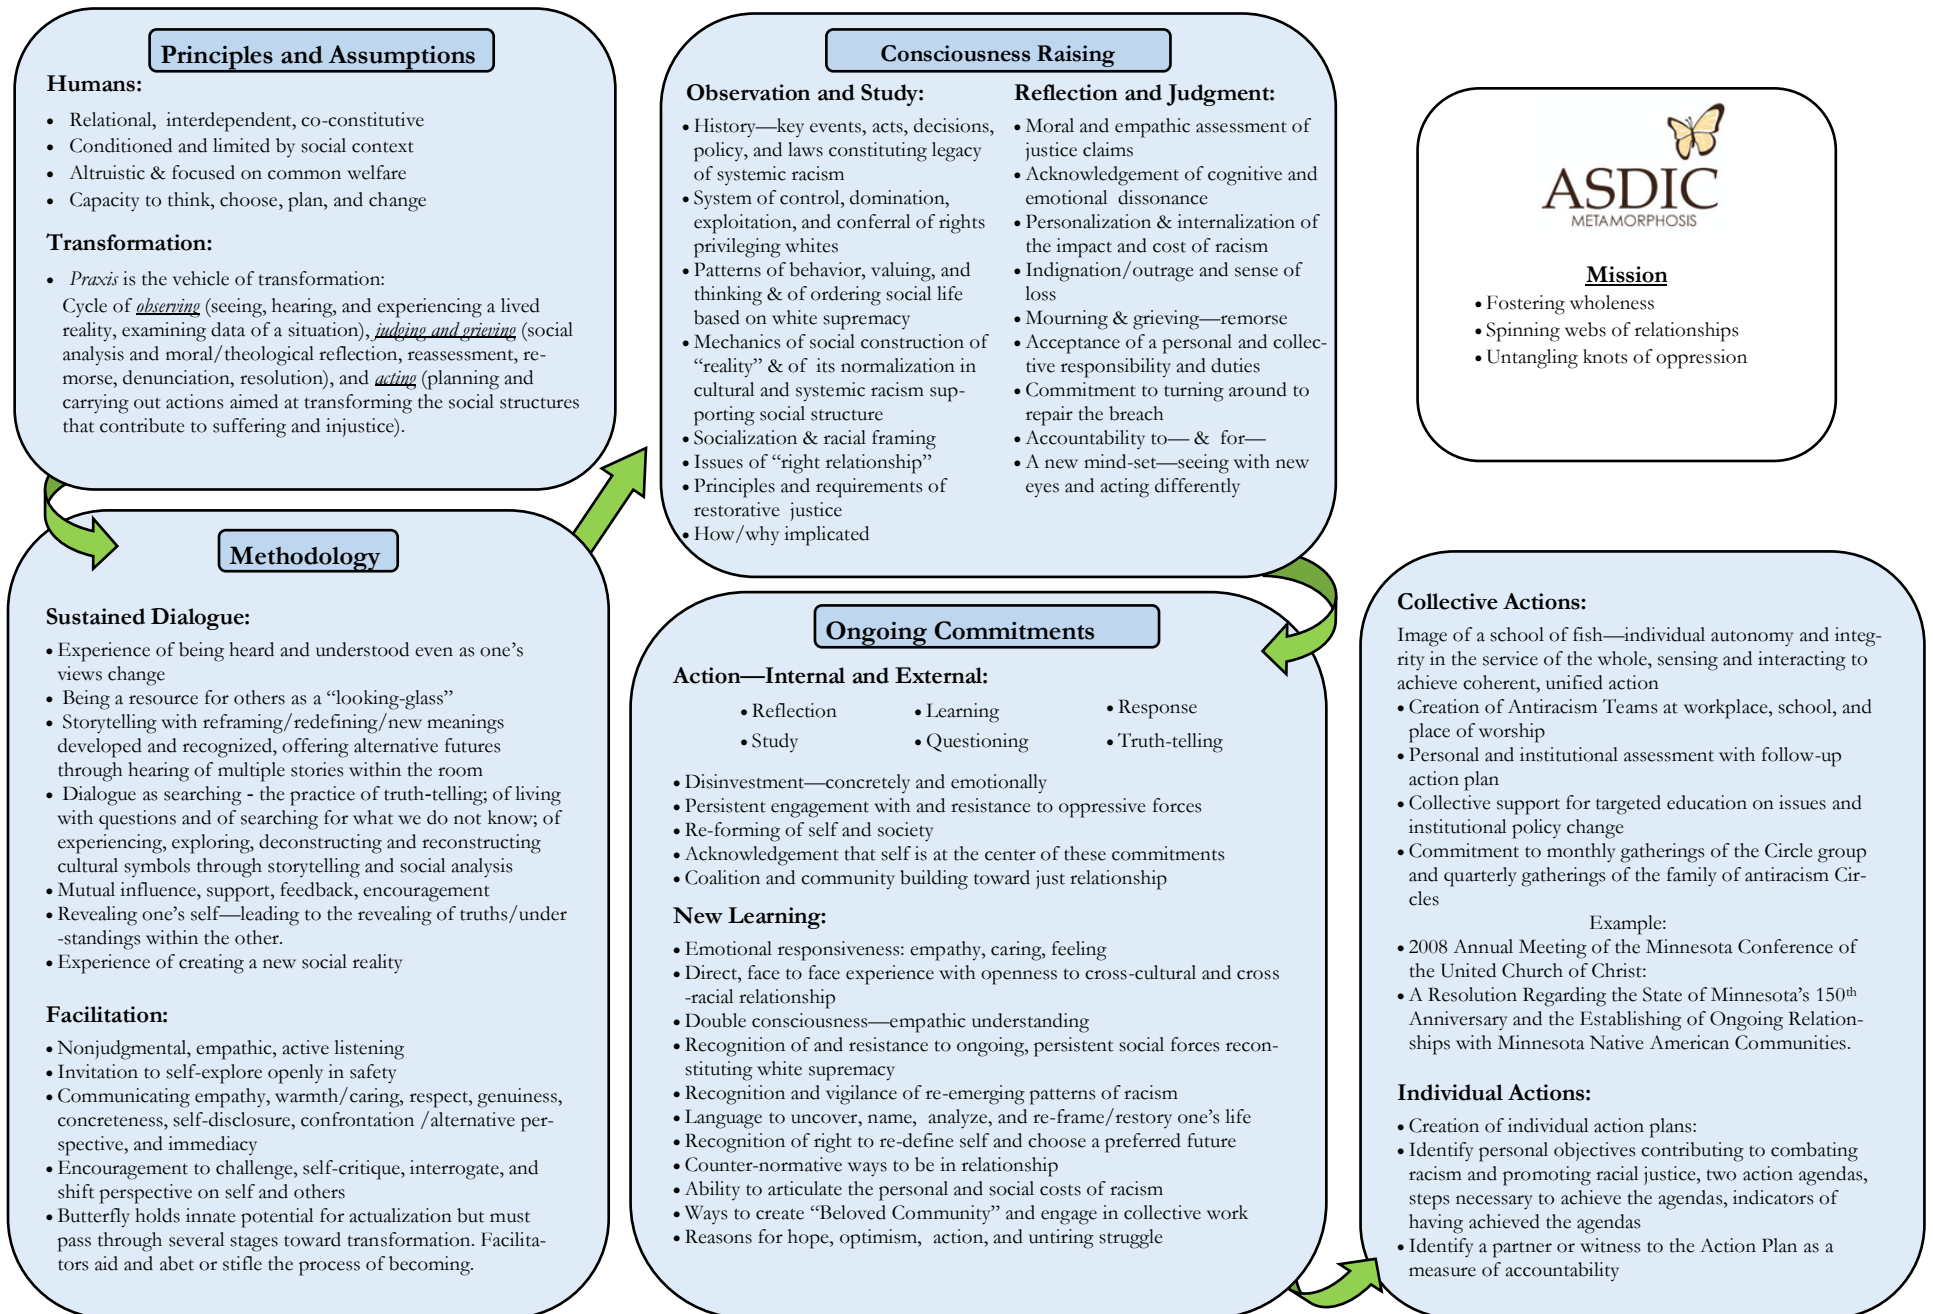 Principles and Assumptions
Humans:
• Relational, interdependent, co-constitutive
• Conditioned and limited by social context
• Altruistic & focused on common welfare
• Capacity to think, choose, plan, and change
Transformation:
• Praxis is the vehicle of transformation:
Cycle of observing (seeing, hearing, and experiencing a lived
reality, examining data of a situation), judging and grieving (social
analysis and moral/theological reflection, reassessment, re-
morse, denunciation, resolution), and acting (planning and
carrying out actions aimed at transforming the social structures
that contribute to suffering and injustice).
Methodology
Sustained Dialogue:
• Experience of being heard and understood even as one's
views change
• Being a resource for others as a “looking-glass”
• Storytelling with reframing/redefining/new meanings
developed and recognized, offering alternative futures
through hearing of multiple stories within the room
• Dialogue as searching - the practice of truth-telling; of living
with questions and of searching for what we do not know; of
experiencing, exploring, deconstructing and reconstructing
cultural symbols through storytelling and social analysis
• Mutual influence, support, feedback, encouragement
• Revealing one's self—leading to the revealing of truths/under
-standings within the other.
• Experience of creating a new social reality
Facilitation:
• Nonjudgmental, empathic, active listening
• Invitation to self-explore openly in safety
• Communicating empathy, warmth/caring, respect, genuiness,
concreteness, self-disclosure, confrontation /alternative per-
spective, and immediacy
• Encouragement to challenge, self-critique, interrogate, and
shift perspective on self and others
• Butterfly holds innate potential for actualization but must
pass through several stages toward transformation. Facilita-
tors aid and abet or stifle the process of becoming.
Consciousness Raising
Observation and Study:
• History—key events, acts, decisions,
policy, and laws constituting legacy
of systemic racism
• System of control, domination,
exploitation, and conferral of rights
privileging whites
• Patterns of behavior, valuing, and
thinking & of ordering social life
based on white supremacy
• Mechanics of social construction of
“reality” & of its normalization in
cultural and systemic racism sup-
porting social structure
• Socialization & racial framing
• Issues of “right relationship”
• Principles and requirements of
restorative justice
• How/why implicated
Reflection and Judgment:
• Moral and empathic assessment of
justice claims
• Acknowledgement of cognitive and
emotional dissonance
• Personalization & internalization of
the impact and cost of racism
• Indignation/outrage and sense of
loss
• Mourning & grieving—remorse
• Acceptance of a personal and collec-
tive responsibility and duties
• Commitment to turning around to
repair the breach
• Accountability to— & for—
• A new mind-set—seeing with new
eyes and acting differently
Ongoing Commitments
Action—Internal and External:
• Reflection • Learning • Response
• Study • Questioning • Truth-telling
• Disinvestment—concretely and emotionally
• Persistent engagement with and resistance to oppressive forces
• Re-forming of self and society
• Acknowledgement that self is at the center of these commitments
• Coalition and community building toward just relationship
New Learning:
• Emotional responsiveness: empathy, caring, feeling
• Direct, face to face experience with openness to cross-cultural and cross
-racial relationship
• Double consciousness—empathic understanding
• Recognition of and resistance to ongoing, persistent social forces recon-
stituting white supremacy
• Recognition and vigilance of re-emerging patterns of racism
• Language to uncover, name, analyze, and re-frame/restory one's life
• Recognition of right to re-define self and choose a preferred future
• Counter-normative ways to be in relationship
• Ability to articulate the personal and social costs of racism
• Ways to create “Beloved Community” and engage in collective work
• Reasons for hope, optimism, action, and untiring struggle
ASDIC
METAMORPHOSIS
Mission
• Fostering wholeness
• Spinning webs of relationships
• Untangling knots of oppression
Collective Actions:
Image of a school of fish—individual autonomy and integ-
rity in the service of the whole, sensing and interacting to
achieve coherent, unified action
• Creation of Antiracism Teams at workplace, school, and
place of worship
• Personal and institutional assessment with follow-up
action plan
• Collective support for targeted education on issues and
institutional policy change
• Commitment to monthly gatherings of the Circle group
and quarterly gatherings of the family of antiracism Cir-
cles
Example:
• 2008 Annual Meeting of the Minnesota Conference of
the United Church of Christ:
• A Resolution Regarding the State of Minnesota's 150th
Anniversary and the Establishing of Ongoing Relation-
ships with Minnesota Native American Communities.
Individual Actions:
• Creation of individual action plans:
• Identify personal objectives contributing to combating
racism and promoting racial justice, two action agendas,
steps necessary to achieve the agendas, indicators of
having achieved the agendas
• Identify a partner or witness to the Action Plan as a
measure of accountability